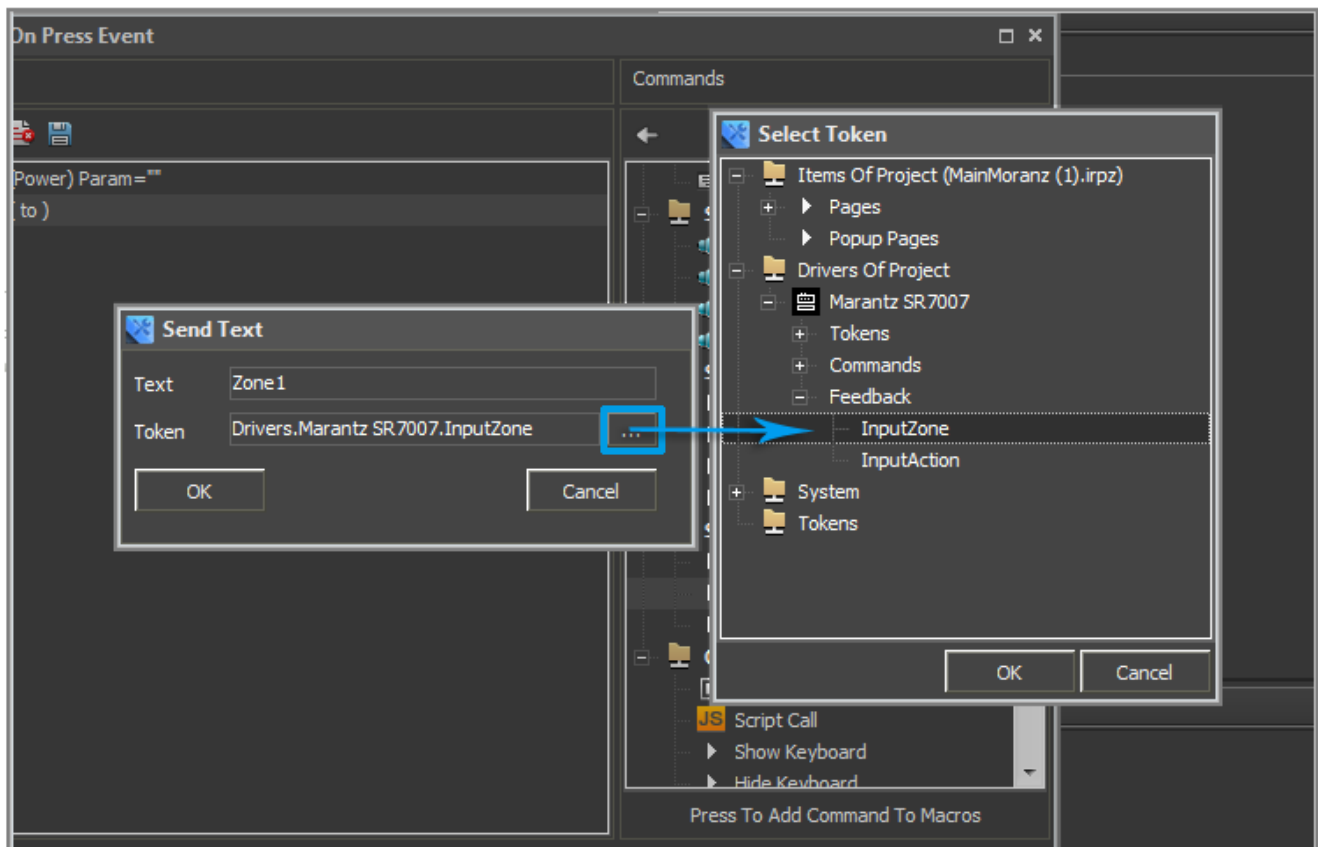 On Press Event
Commands
(Power) Param=""
to )
Select Token
Items Of Project (MainMoranz (1).irpz)
Pages
Popup Pages
Drivers Of Project
Marantz SR7007
Tokens
Commands
Feedback
InputZone
InputAction
System
Tokens
OK
Cancel
Send Text
Text
Zone1
Token
Drivers.Marantz SR7007.InputZone
...
OK
Cancel
JS Script Call
Show Keyboard
Hide Keyboard
Press To Add Command To Macros